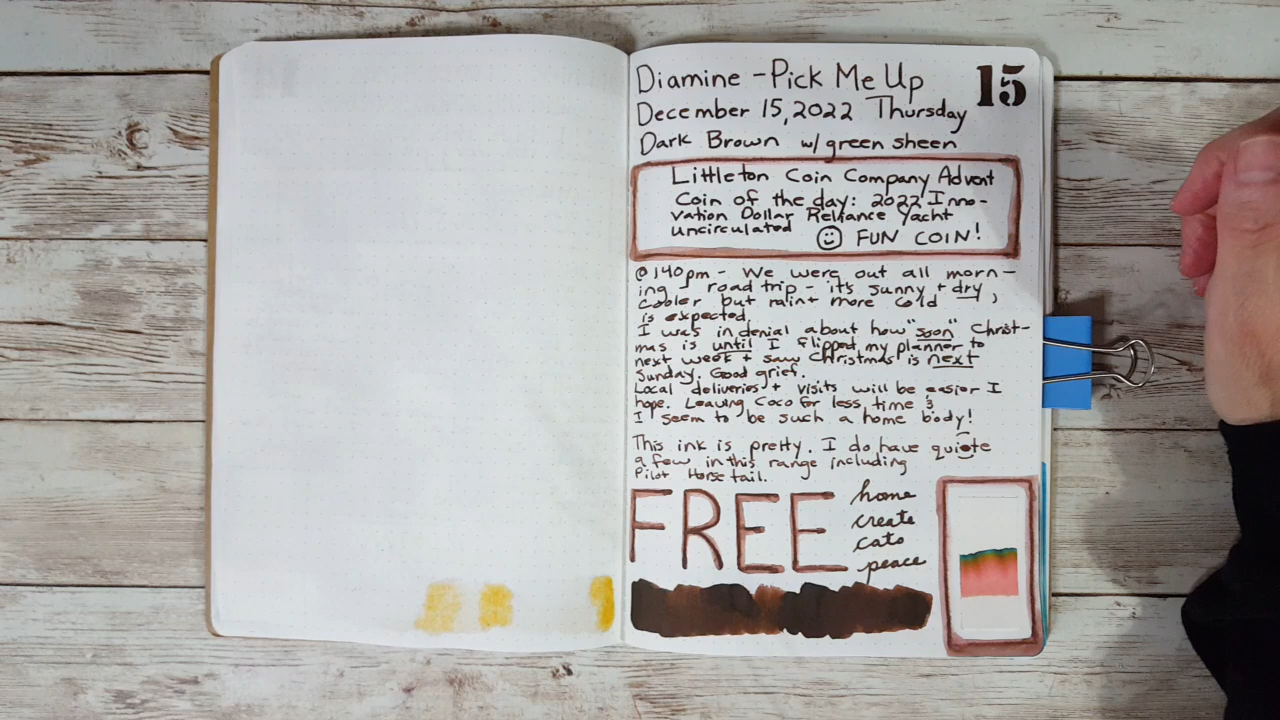 Diamine - Pick Me Up
15
December 15, 2022 Thursday
Dark Brown w/ green sheen
Littleton Coin Company Advent
Coin of the day: 2022 Inno-
vation Dollar Reliance Yacht
uncirculated ☺ FUN COIN!
@ 140pm - We were out all morn-
ing road trip - it's sunny + dry,
cooler but rain + more cold
is expected.
I was in denial about how "soon" Christ-
mas is until I flipped my planner to
next week + saw Christmas is next
Sunday. Good grief.
Local deliveries + visits will be easier I
hope. Leaving Coco for less time &
I seem to be such a home body!
This ink is pretty. I do have quiete
a few in this range including
Pilot Horse tail.
FREE
home
create
cato
peace